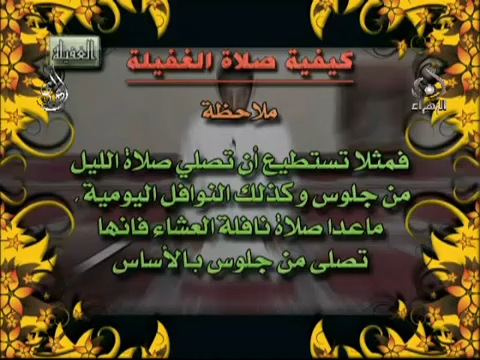 الغفيلة
كيفية صلاة الغفيلة
الزهراء
ملاحظة
فمثلا تستطيع أن تصلي صلاة الليل
من جلوس وكذلك النوافل اليومية ،
ماعدا صلاة نافلة العشاء فانها
تصلى من جلوس بالأساس